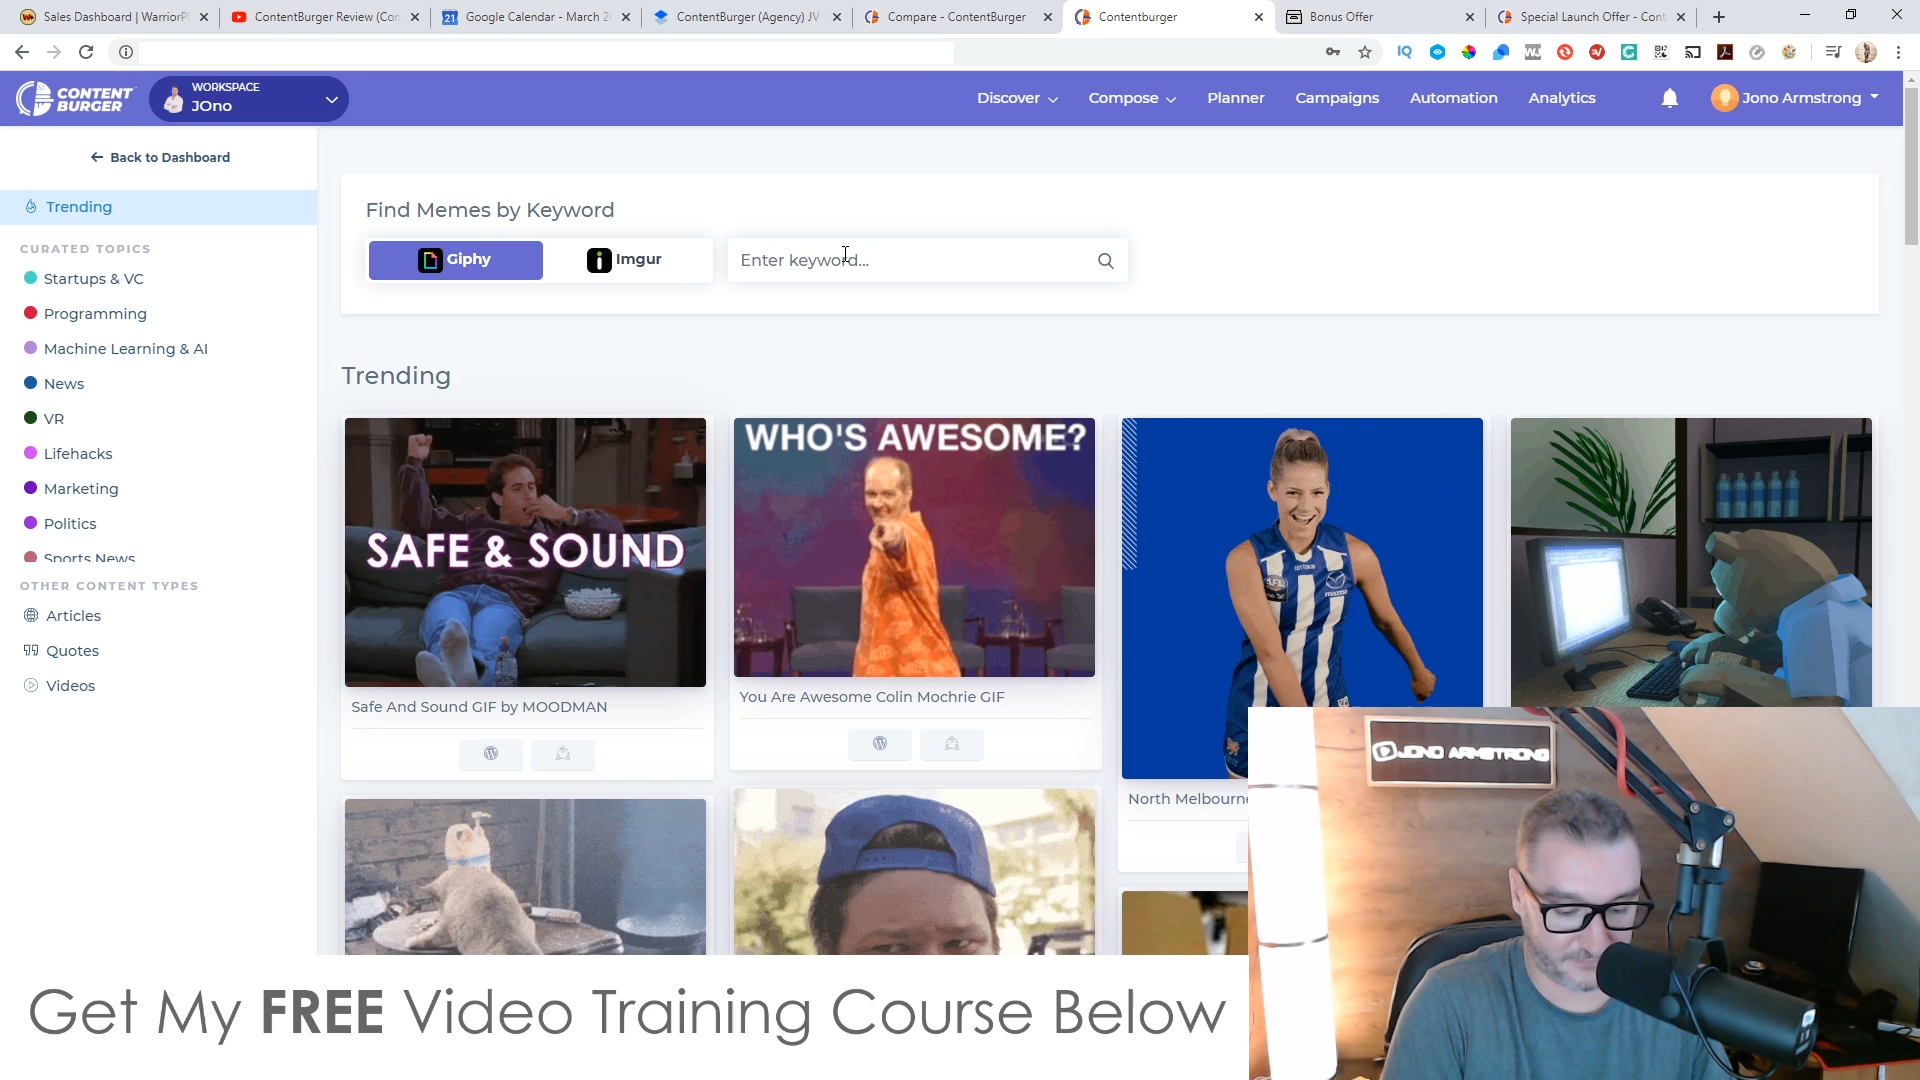 Sales Dashboard | WarriorPl
ContentBurger Review (Con
Google Calendar - March 2
ContentBurger (Agency) JV
Compare - ContentBurger
Contentburger
Bonus Offer
Special Launch Offer - Cont
CONTENT
BURGER
WORKSPACE
JOno
Discover
Compose
Planner
Campaigns
Automation
Analytics
Jono Armstrong
Back to Dashboard
Trending
CURATED TOPICS
Startups & VC
Programming
Machine Learning & AI
News
VR
Lifehacks
Marketing
Politics
Sports News
OTHER CONTENT TYPES
Articles
Quotes
Videos
Find Memes by Keyword
Giphy
Imgur
Enter keyword...
Trending
SAFE & SOUND
Safe And Sound GIF by MOODMAN
WHO'S AWESOME?
You Are Awesome Colin Mochrie GIF
mazda
North Melbourne
JONO ARMSTRONG
Get My FREE Video Training Course Below